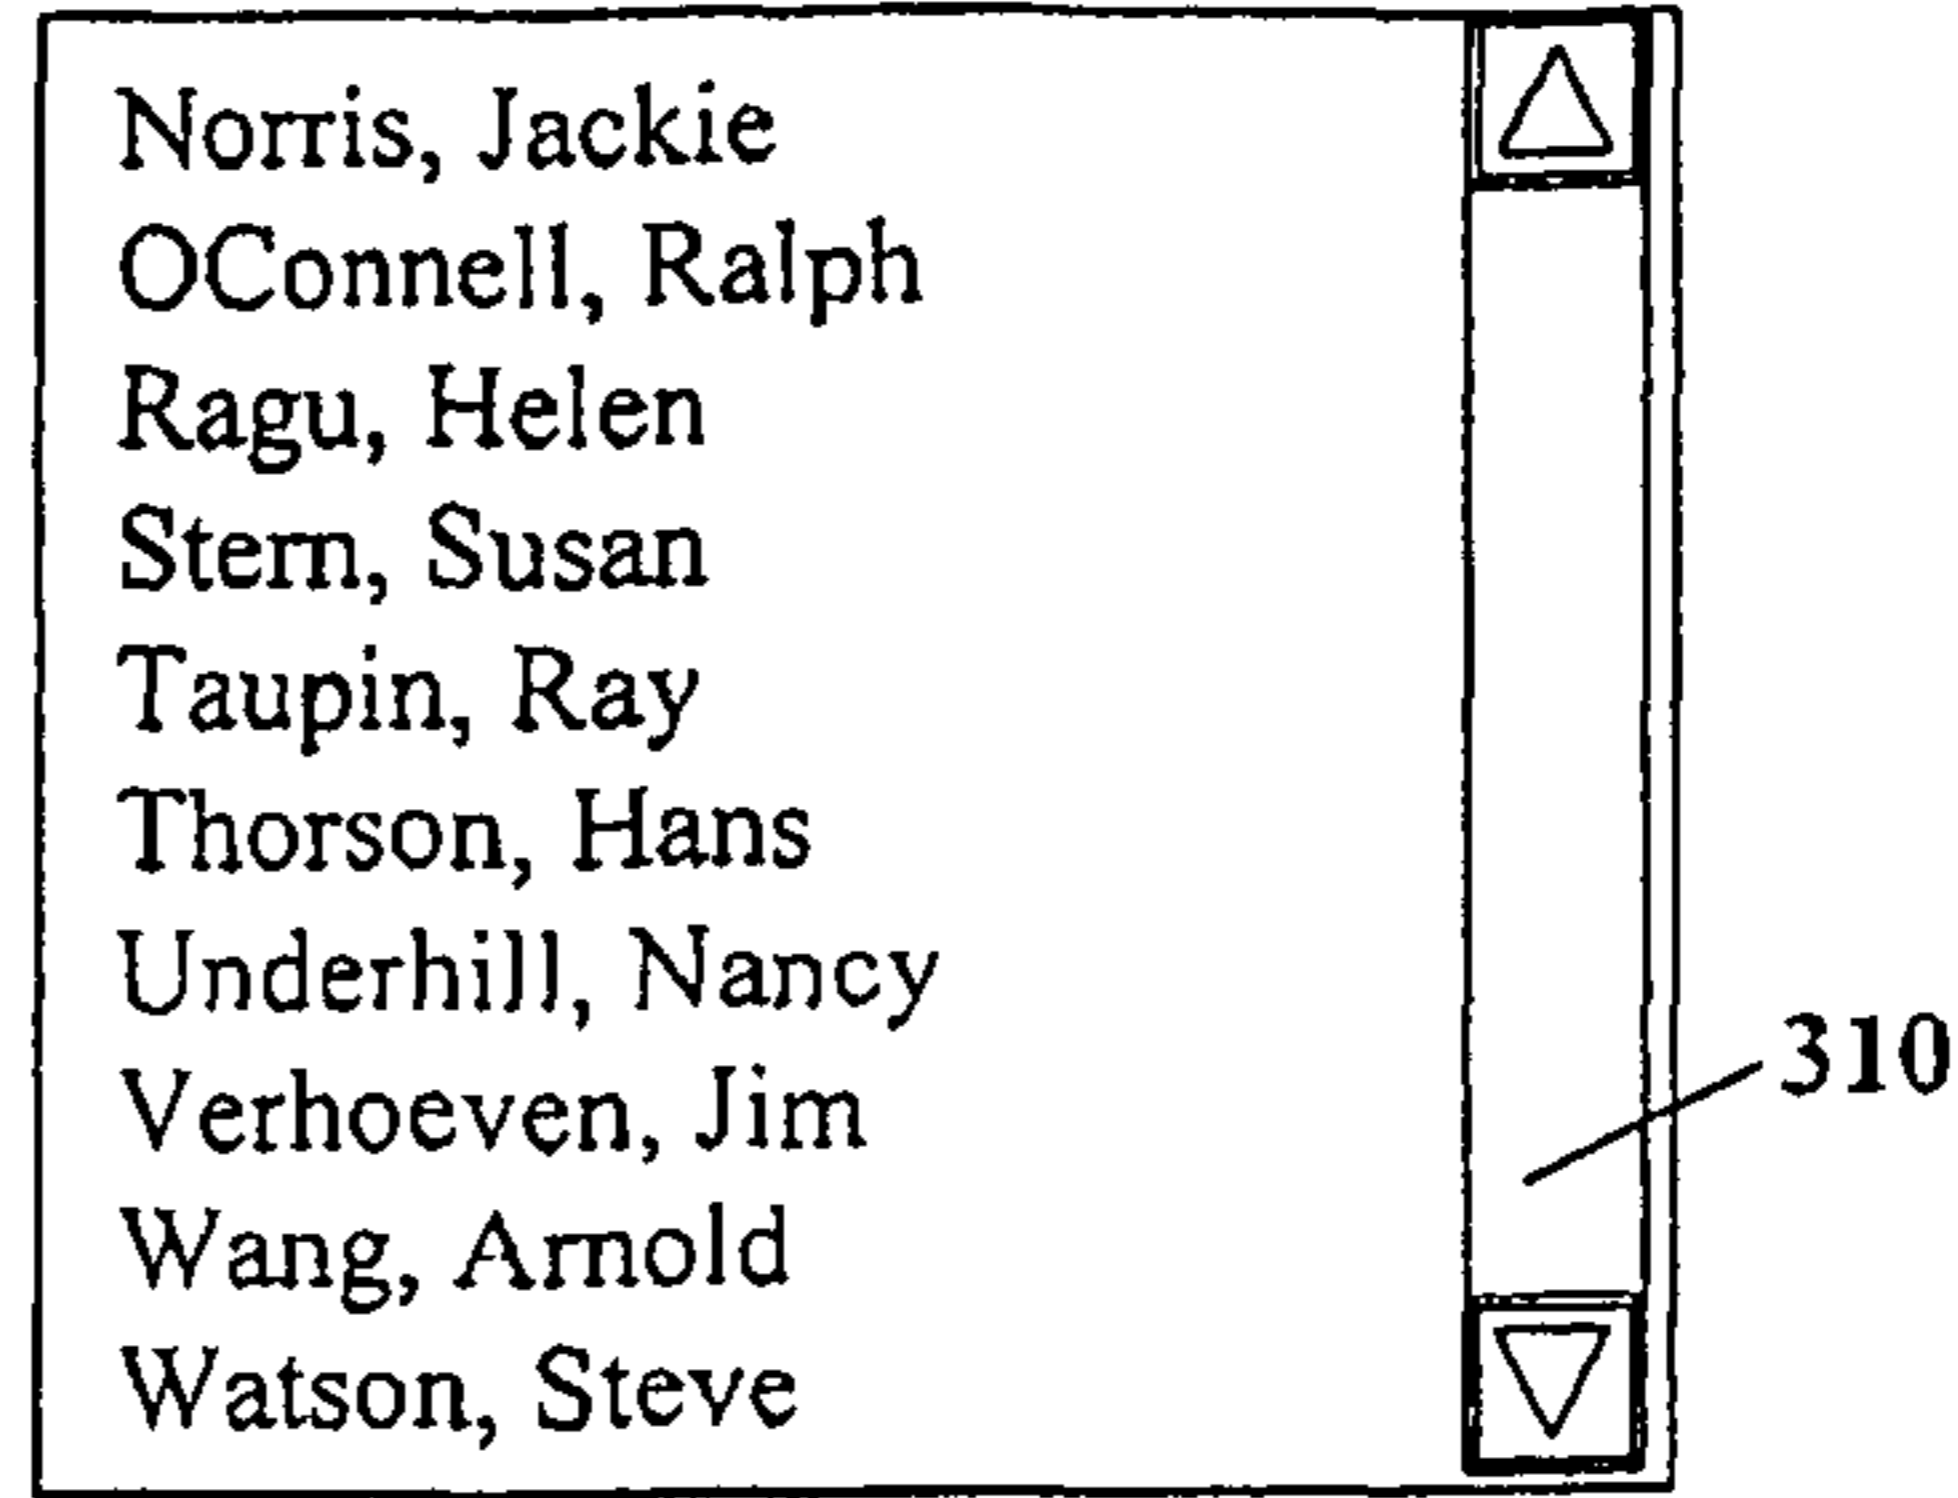 Norris, Jackie
OConnell, Ralph
Ragu, Helen
Stern, Susan
Taupin, Ray
Thorson, Hans
Underhill, Nancy
Verhoeven, Jim
310
Wang, Arnold
Watson, Steve